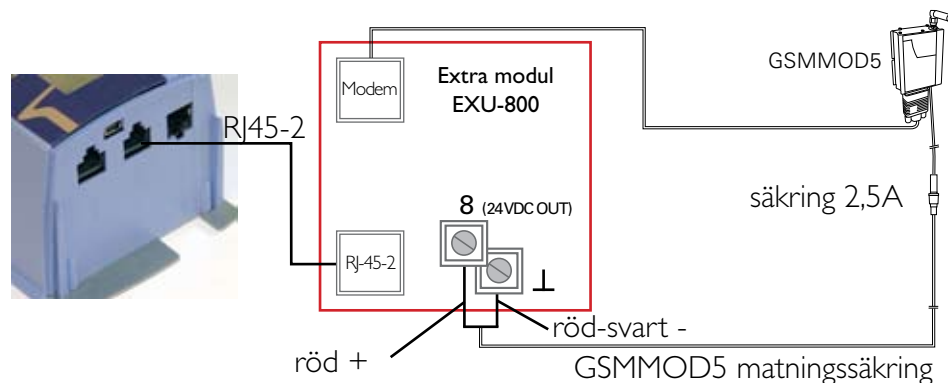 GSMMOD5
Modem
Extra modul
EXU-800
RJ45-2
säkring 2,5A
8 (24VDC OUT)
RJ-45-2
röd-svart -
röd +
GSMMOD5 matningssäkring